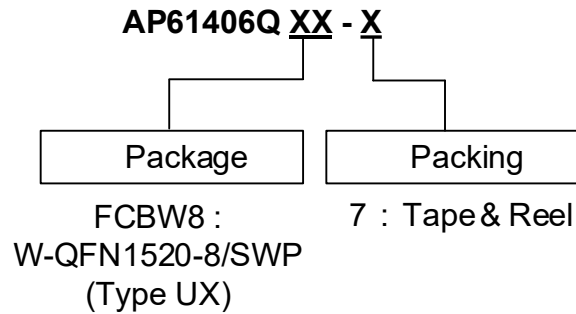 AP61406Q XX - X
Package
Packing
FCBW8 :
W-QFN1520-8/SWP
(Type UX)
7 : Tape & Reel